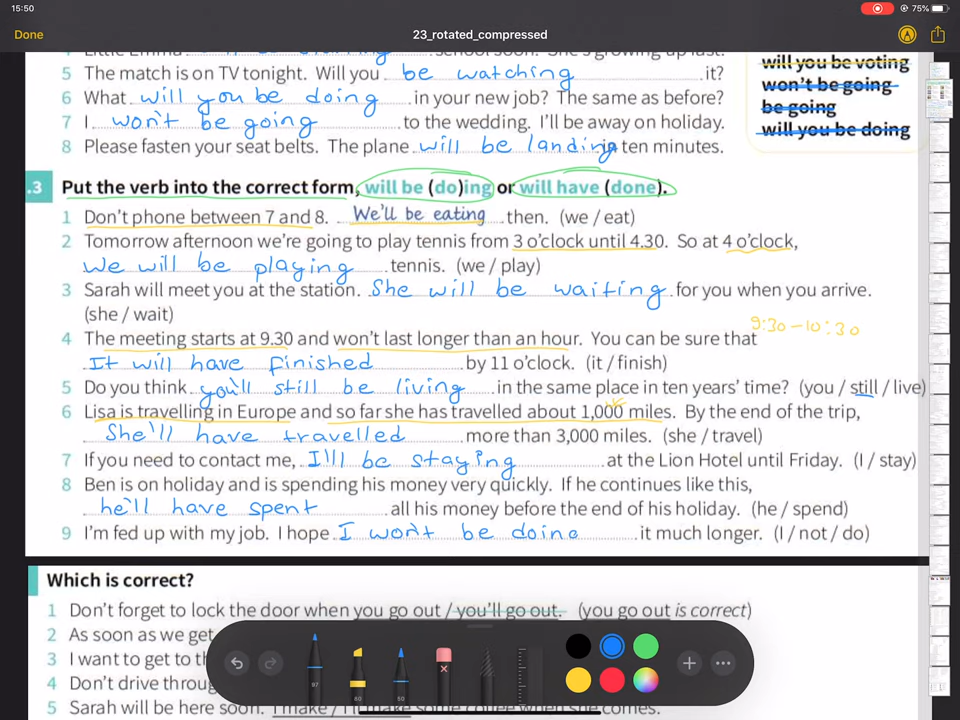 15:50
75%
Done
23_rotated_compressed
school soon. She's growing up fast.
5 The match is on TV tonight. Will you be watching it?
will you be voting
6 What will you be doing in your new job? The same as before?
won't be going
7 I won't be going to the wedding. I'll be away on holiday.
be going
8 Please fasten your seat belts. The plane will be landing in ten minutes.
will you be doing
.3 Put the verb into the correct form, will be (do)ing or will have (done).
1 Don't phone between 7 and 8. We'll be eating then. (we / eat)
2 Tomorrow afternoon we're going to play tennis from 3 o'clock until 4.30. So at 4 o'clock,
We will be playing tennis. (we / play)
3 Sarah will meet you at the station. She will be waiting for you when you arrive.
(she / wait)
9:30 – 10:30
4 The meeting starts at 9.30 and won't last longer than an hour. You can be sure that
It will have finished by 11 o'clock. (it / finish)
5 Do you think you'll still be living in the same place in ten years' time? (you / still / live)
6 Lisa is travelling in Europe and so far she has travelled about 1,000 miles. By the end of the trip,
She'll have travelled more than 3,000 miles. (she / travel)
7 If you need to contact me, I'll be staying at the Lion Hotel until Friday. (I / stay)
8 Ben is on holiday and is spending his money very quickly. If he continues like this,
he'll have spent all his money before the end of his holiday. (he / spend)
9 I'm fed up with my job. I hope I won't be doing it much longer. (I / not / do)
Which is correct?
1 Don't forget to lock the door when you go out / you'll go out. (you go out is correct)
2 As soon as we get
3 I want to get to th
4 Don't drive throug
5 Sarah will be here soon. I make / I'll make some coffee when she comes.
97
80
50